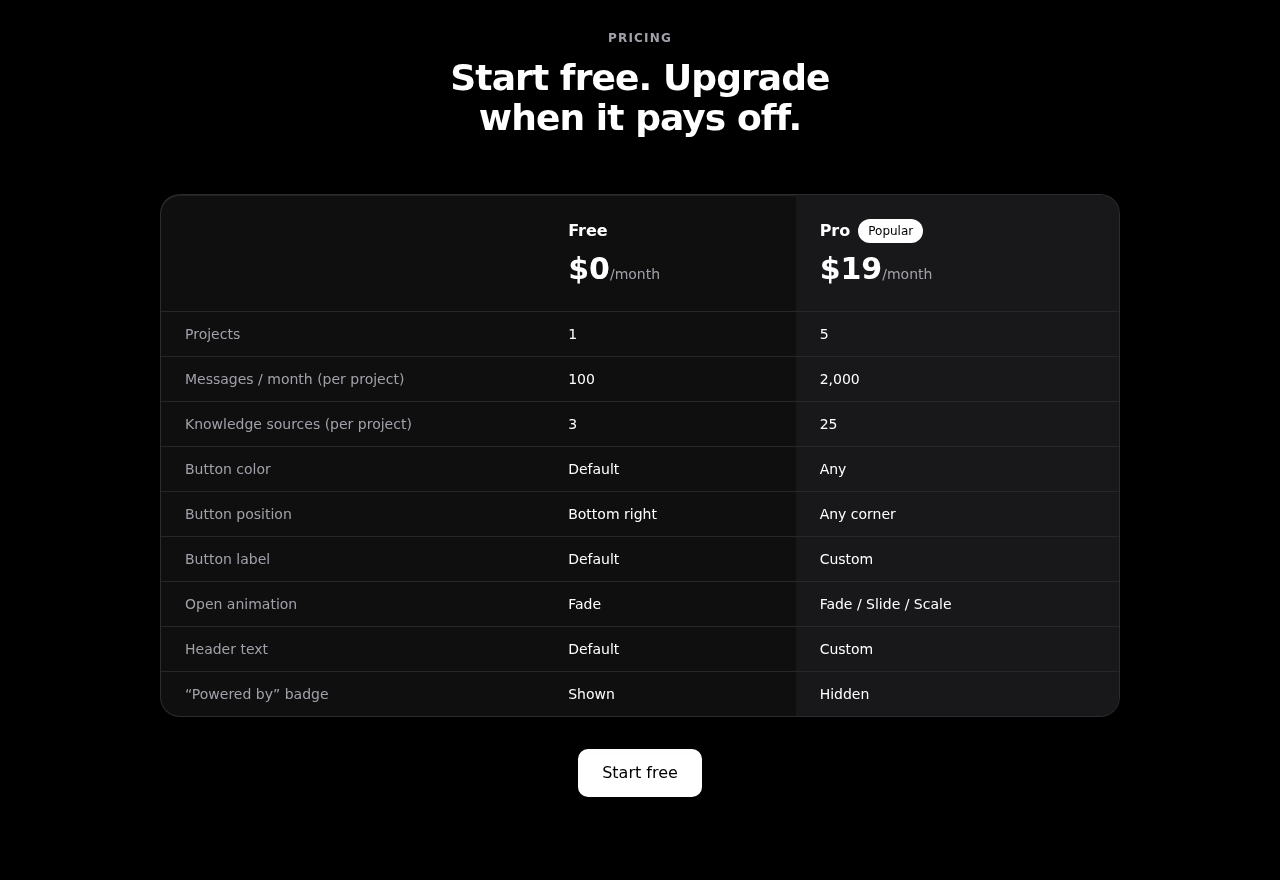 PRICING
Start free. Upgrade
when it pays off.
Free
Pro Popular
$0/month
$19/month
Projects 1 5
Messages / month (per project) 100 2,000
Knowledge sources (per project) 3 25
Button color Default Any
Button position Bottom right Any corner
Button label Default Custom
Open animation Fade Fade / Slide / Scale
Header text Default Custom
“Powered by” badge Shown Hidden
Start free